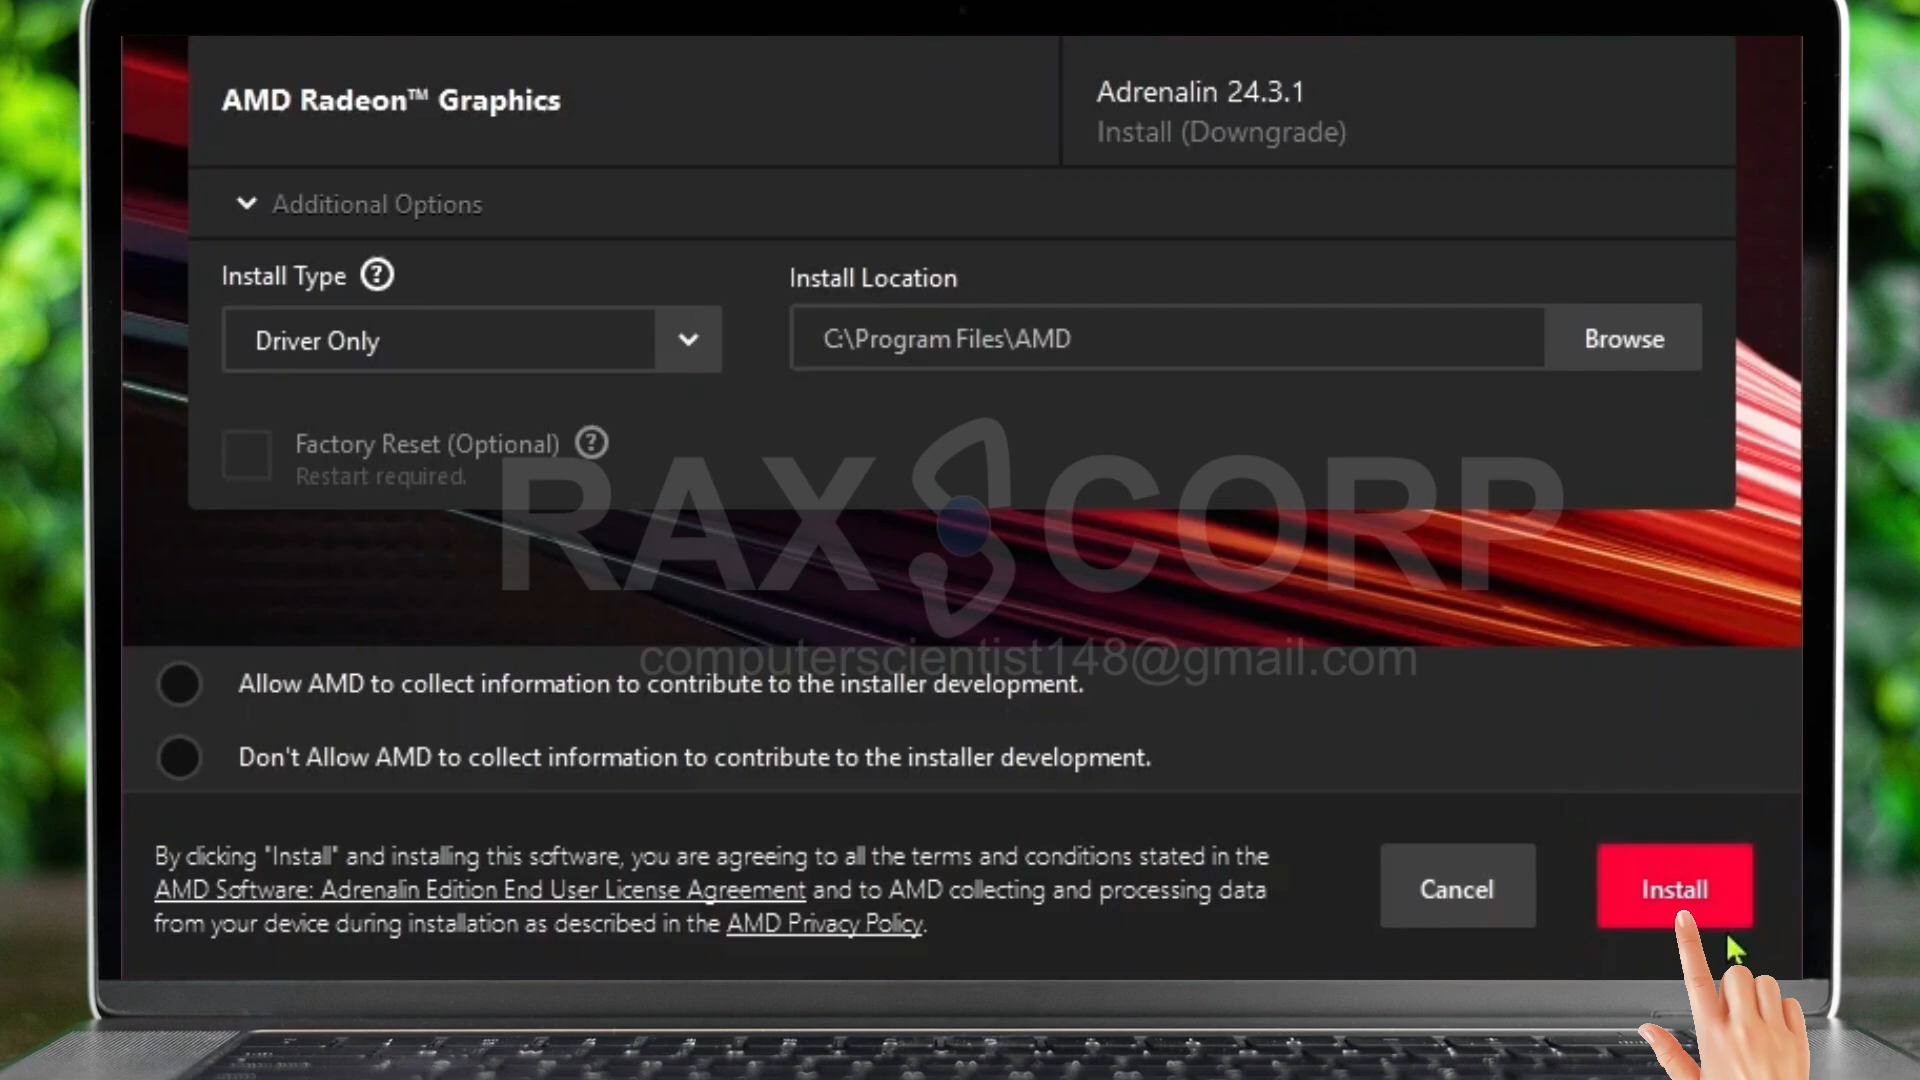 AMD Radeon™ Graphics
Adrenalin 24.3.1
Install (Downgrade)
Additional Options
Install Type ?
Install Location
Driver Only
C:\Program Files\AMD
Browse
Factory Reset (Optional) ?
Restart required.
RAX CORP
computerscientist148@gmail.com
Allow AMD to collect information to contribute to the installer development.
Don't Allow AMD to collect information to contribute to the installer development.
By clicking "Install" and installing this software, you are agreeing to all the terms and conditions stated in the
AMD Software: Adrenalin Edition End User License Agreement and to AMD collecting and processing data
from your device during installation as described in the AMD Privacy Policy.
Cancel
Install